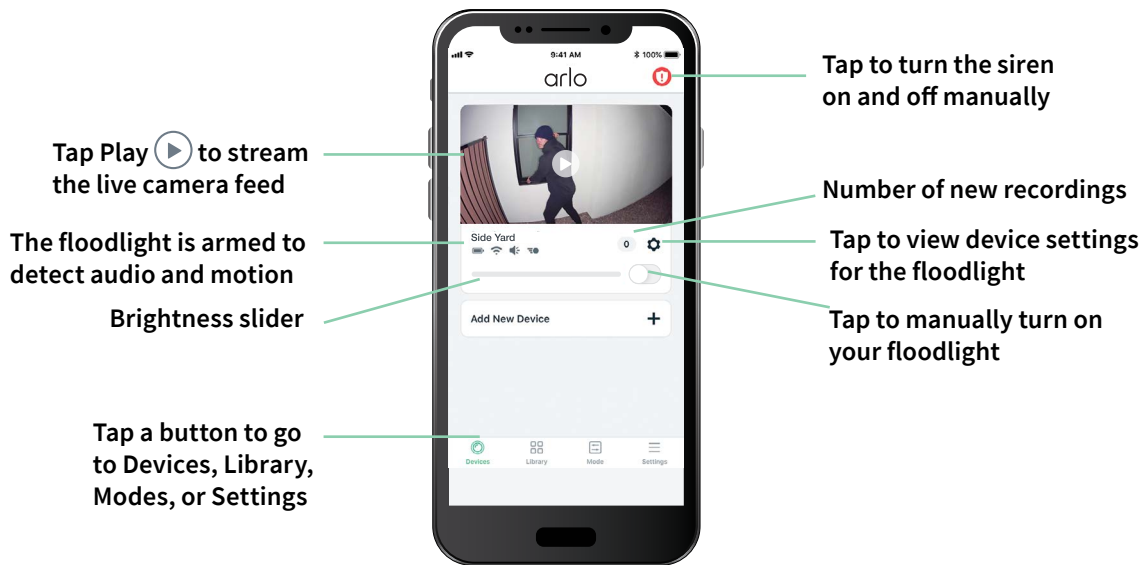 9:41 AM
100%
arlo
Tap to turn the siren
on and off manually
Tap Play to stream
the live camera feed
Number of new recordings
The floodlight is armed to
detect audio and motion
Side Yard
0
Tap to view device settings
for the floodlight
Brightness slider
Add New Device +
Tap to manually turn on
your floodlight
Tap a button to go
to Devices, Library,
Modes, or Settings
Devices Library Mode Settings